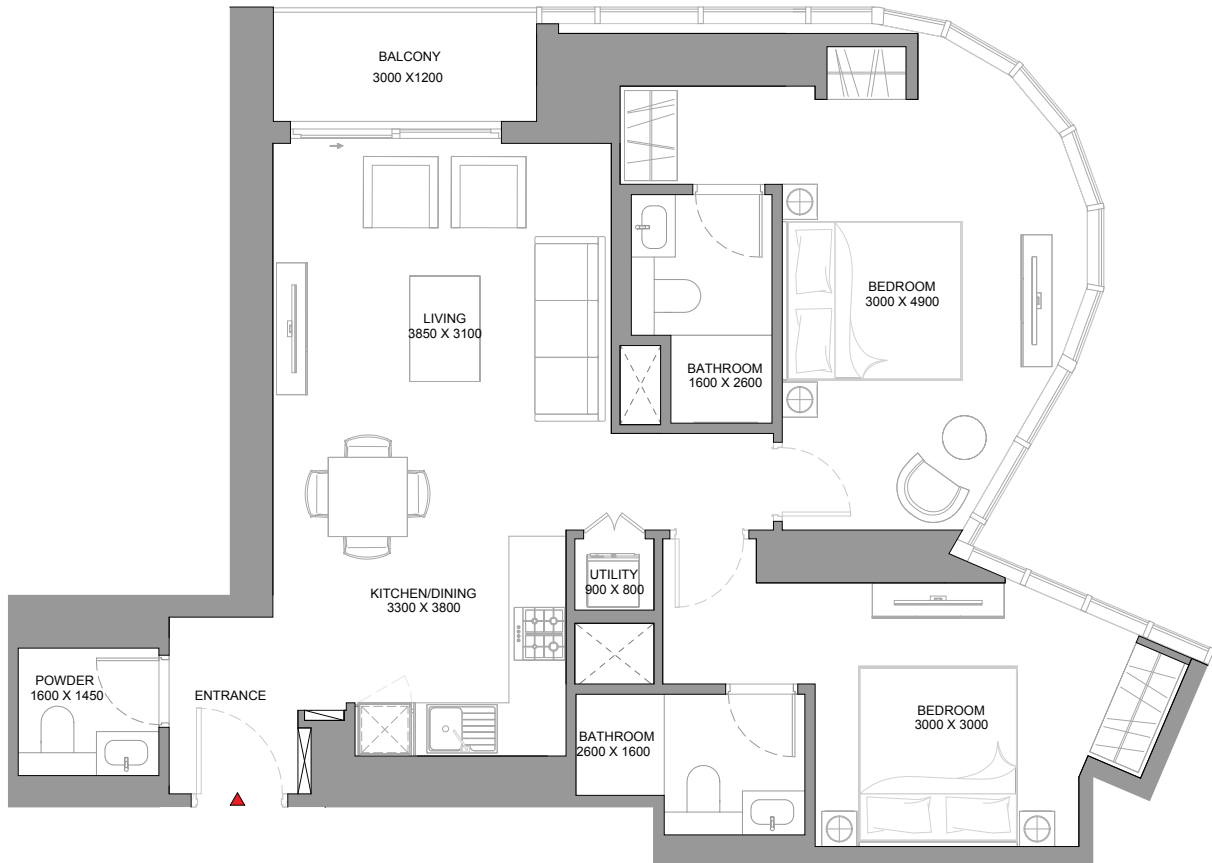 BALCONY
3000 X1200
LIVING
3850 X 3100
BEDROOM
3000 X 4900
BATHROOM
1600 X 2600
UTILITY
900 X 800
KITCHEN/DINING
3300 X 3800
POWDER
1600 X 1450
ENTRANCE
BATHROOM
2600 X 1600
BEDROOM
3000 X 3000